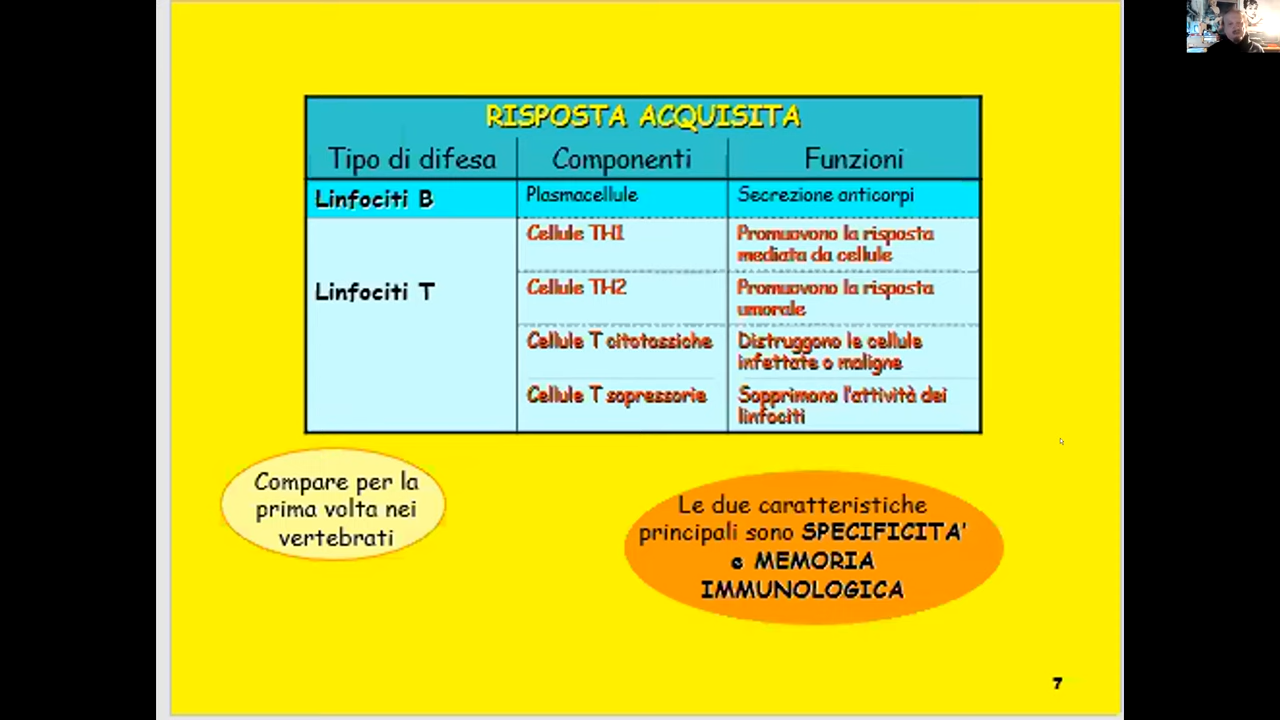 RISPOSTA ACQUISITA
Tipo di difesa Componenti Funzioni
Linfociti B Plasmacellule Secrezione anticorpi
Linfociti T
Cellule TH1 Promuovono la risposta
mediata da cellule
Cellule TH2 Promuovono la risposta
umorale
Cellule T citotossiche Distruggono le cellule
infettate o maligne
Cellule T sopressorie Sopprimono l'attività dei
linfociti
Compare per la
prima volta nei
vertebrati
Le due caratteristiche
principali sono SPECIFICITA'
e MEMORIA
IMMUNOLOGICA
7